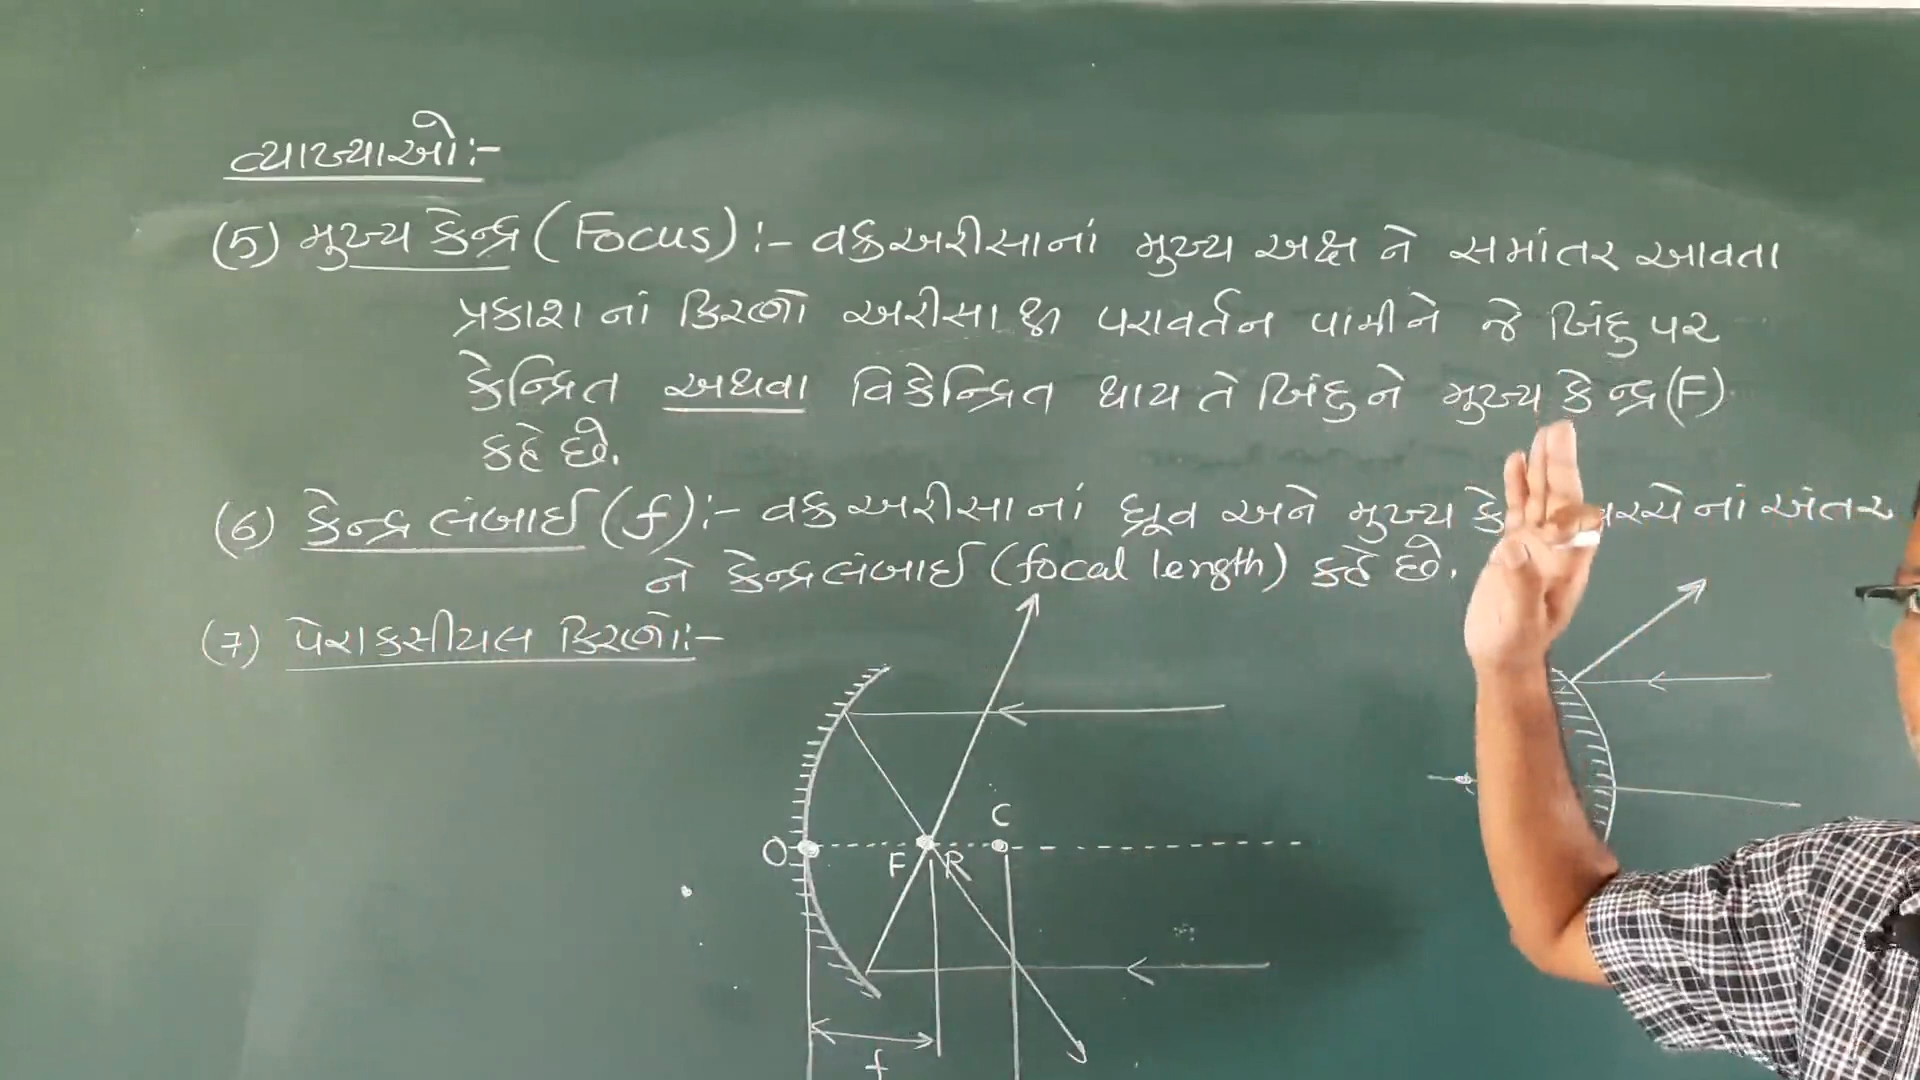 વ્યાખ્યાઓ:-
(5) મુખ્ય કેન્દ્ર (Focus) :- વક્રઅરીસાનાં મુખ્ય અક્ષ ને સમાંતર આવતા
પ્રકાશ નાં કિરણો અરીસા થી પરાવર્તન પામીને જે બિંદુ પર
કેન્દ્રિત અથવા વિકેન્દ્રિત થાય તે બિંદુને મુખ્ય કેન્દ્ર (F)
કહે છે.
(6) કેન્દ્ર લંબાઈ (f) :- વક્રઅરીસાનાં ધ્રૂવ અને મુખ્ય કે વચ્ચેનાં અંતર
ને કેન્દ્રલંબાઈ (focal length) કહે છે.
(7) પેરાક્સીયલ કિરણો:-
C
O F R
f